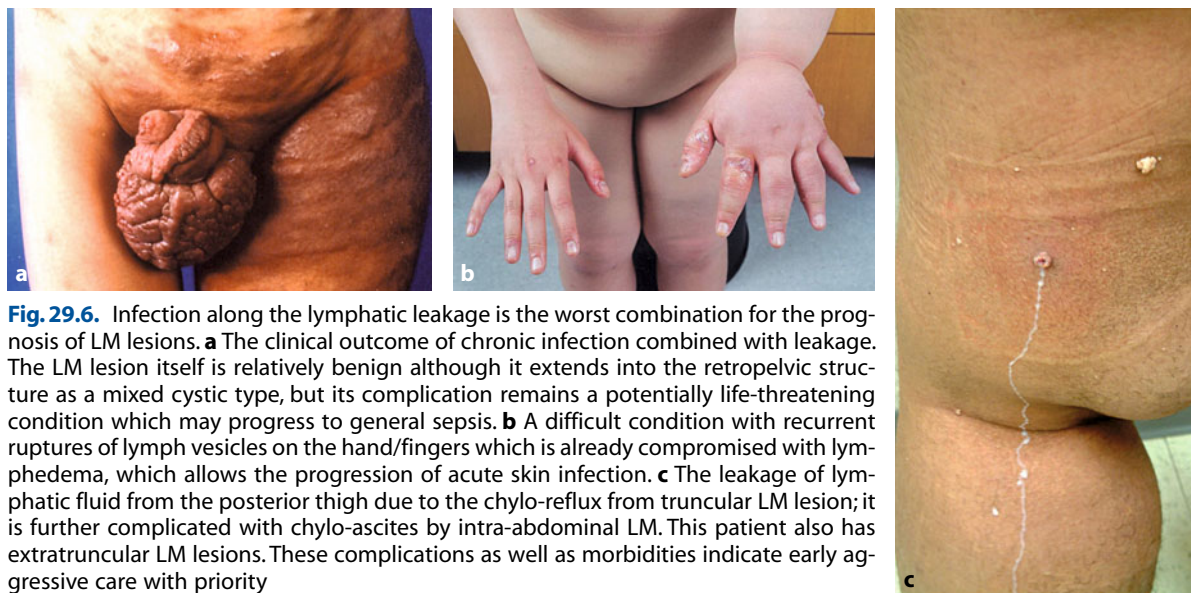 a
b
c
Fig. 29.6. Infection along the lymphatic leakage is the worst combination for the prog-
nosis of LM lesions. a The clinical outcome of chronic infection combined with leakage.
The LM lesion itself is relatively benign although it extends into the retropelvic struc-
ture as a mixed cystic type, but its complication remains a potentially life-threatening
condition which may progress to general sepsis. b A difficult condition with recurrent
ruptures of lymph vesicles on the hand/fingers which is already compromised with lym-
phedema, which allows the progression of acute skin infection. c The leakage of lym-
phatic fluid from the posterior thigh due to the chylo-reflux from truncular LM lesion; it
is further complicated with chylo-ascites by intra-abdominal LM. This patient also has
extratruncular LM lesions. These complications as well as morbidities indicate early ag-
gressive care with priority